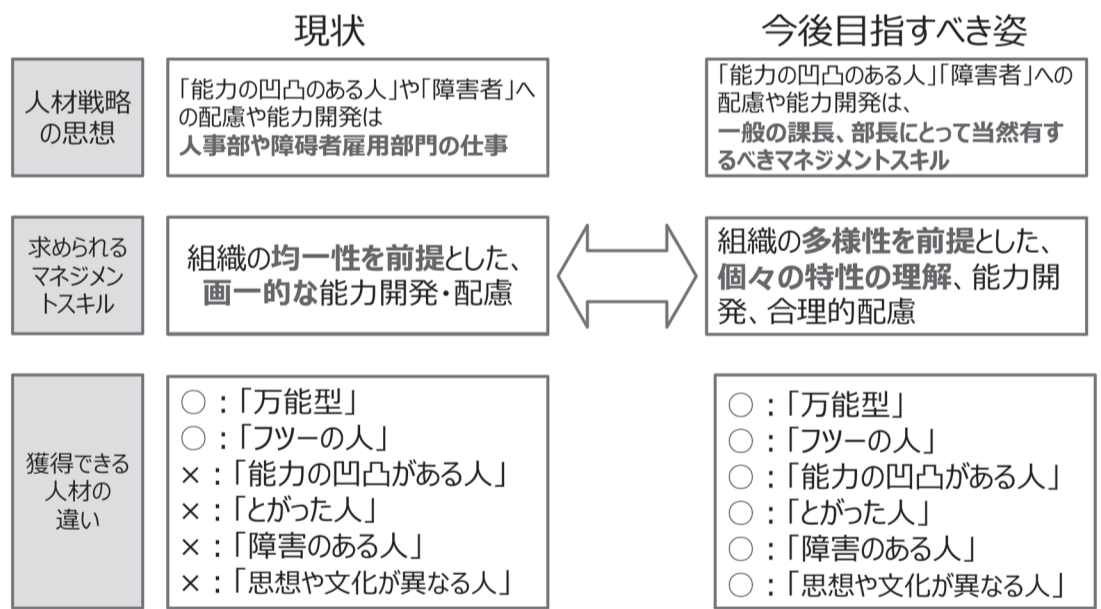 現状
今後目指すべき姿
人材戦略
の思想
「能力の凹凸のある人」や「障害者」へ
の配慮や能力開発は
人事部や障碍者雇用部門の仕事
「能力の凹凸のある人」「障害者」への
配慮や能力開発は、
一般の課長、部長にとって当然有す
るべきマネジメントスキル
求められる
マネジメン
トスキル
組織の均一性を前提とした、
画一的な能力開発・配慮
組織の多様性を前提とした、
個々の特性の理解、能力開
発、合理的配慮
獲得できる
人材の
違い
○：「万能型」
○：「フツーの人」
×：「能力の凹凸がある人」
×：「とがった人」
×：「障害のある人」
×：「思想や文化が異なる人」
○：「万能型」
○：「フツーの人」
○：「能力の凹凸がある人」
○：「とがった人」
○：「障害のある人」
○：「思想や文化が異なる人」